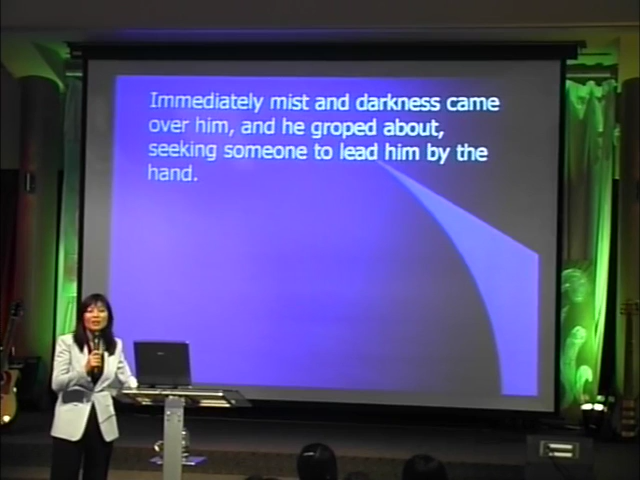 Immediately mist and darkness came
over him, and he groped about,
seeking someone to lead him by the
hand.